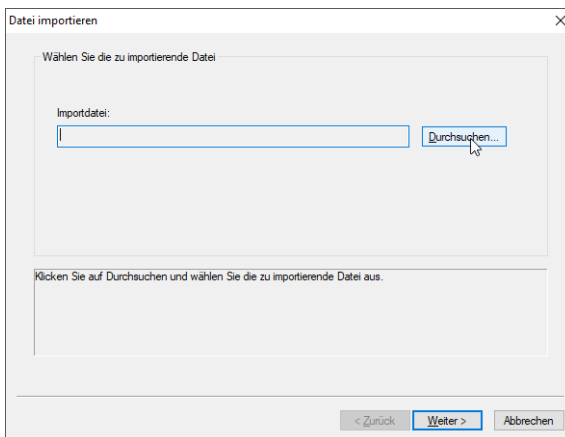 Datei importieren
Wählen Sie die zu importierende Datei
Importdatei:
Durchsuchen...
Klicken Sie auf Durchsuchen und wählen Sie die zu importierende Datei aus.
< Zurück Weiter > Abbrechen